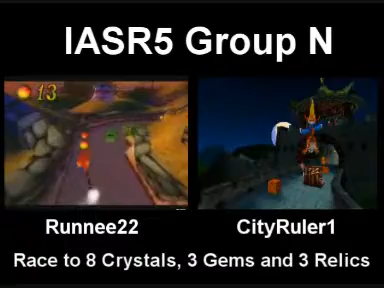 IASR5 Group N
13
Runnee22
CityRuler1
Race to 8 Crystals, 3 Gems and 3 Relics